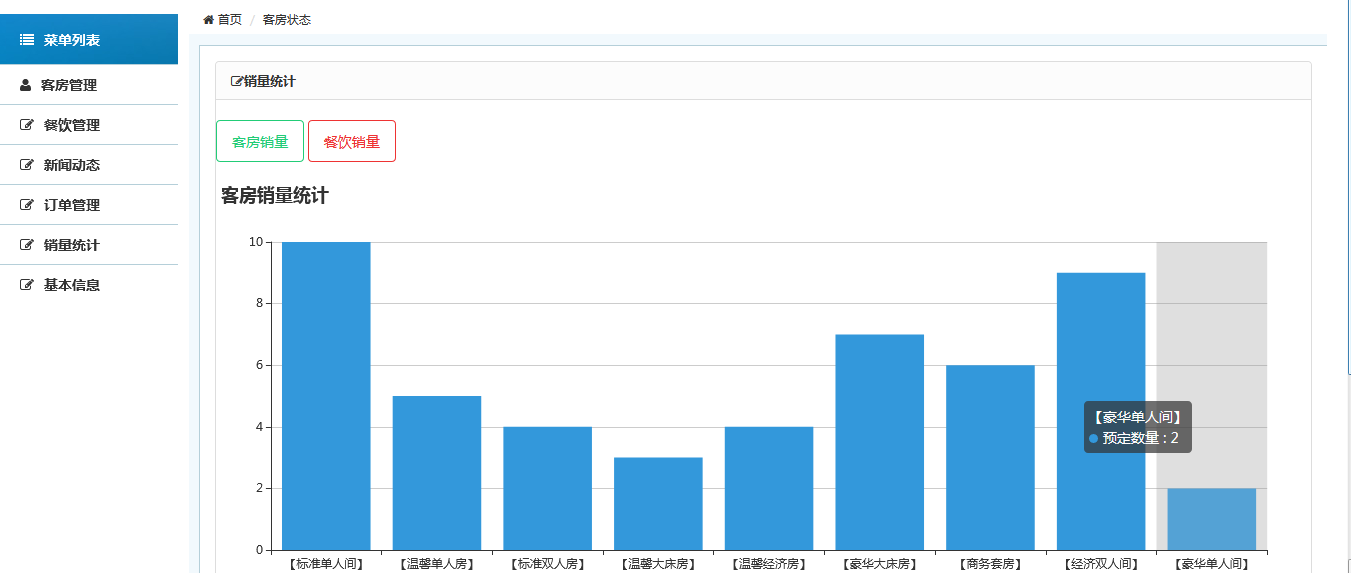 菜单列表
客房管理
餐饮管理
新闻动态
订单管理
销量统计
基本信息
首页 / 客房状态
销量统计
客房销量 餐饮销量
客房销量统计
10
8
6
4
2
0
【豪华单人间】
预定数量 : 2
【标准单人间】 【温馨单人房】 【标准双人房】 【温馨大床房】 【温馨经济房】 【豪华大床房】 【商务套房】 【经济双人间】 【豪华单人间】